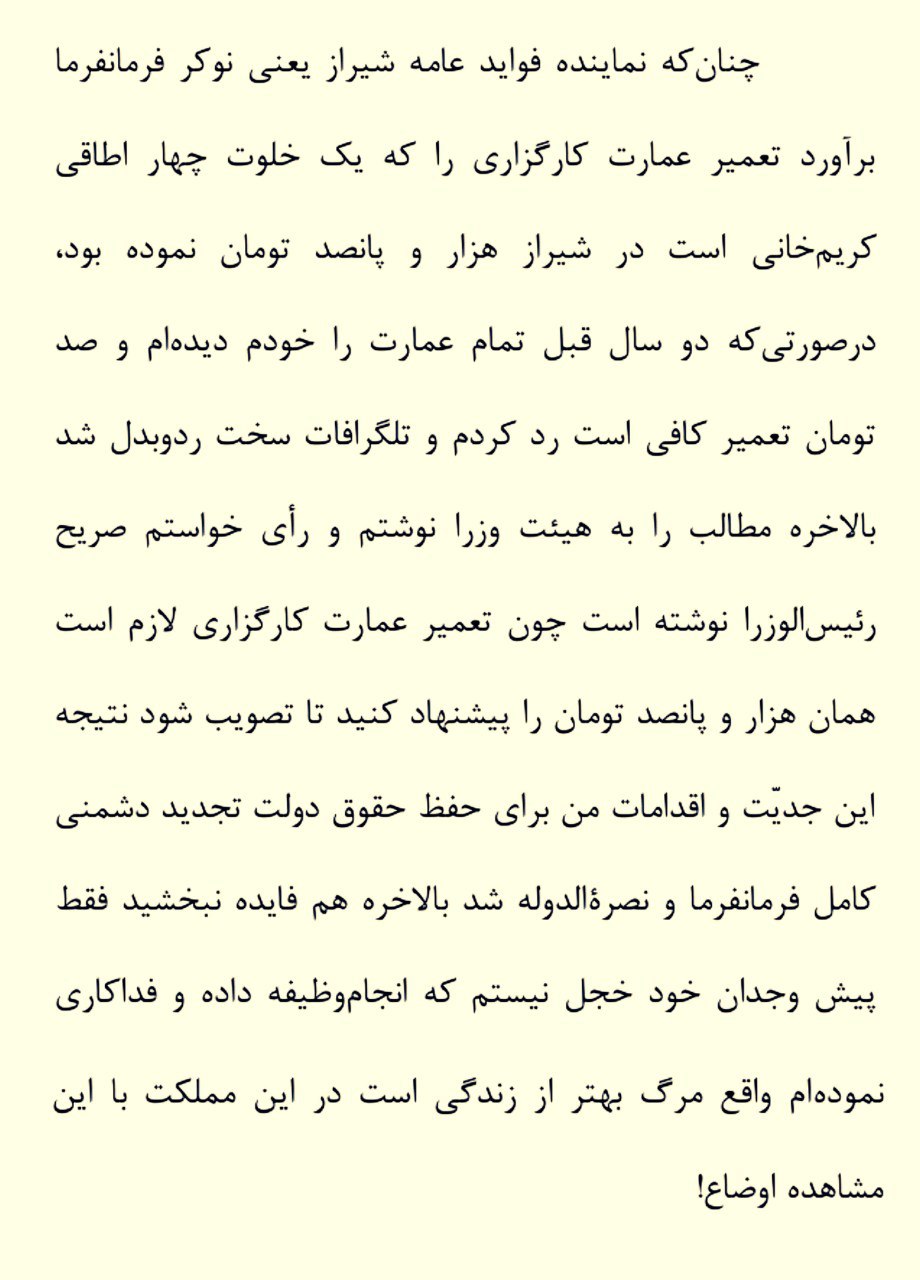 چنان‌که نماینده فواید عامه شیراز یعنی نوکر فرمانفرما
برآورد تعمیر عمارت کارگزاری را که یک خلوت چهار اطاقی
کریم‌خانی است در شیراز هزار و پانصد تومان نموده بود،
درصورتی‌که دو سال قبل تمام عمارت را خودم دیده‌ام و صد
تومان تعمیر کافی است رد کردم و تلگرافات سخت ردوبدل شد
بالاخره مطالب را به هیئت وزرا نوشتم و رأی خواستم صریح
رئیس‌الوزرا نوشته است چون تعمیر عمارت کارگزاری لازم است
همان هزار و پانصد تومان را پیشنهاد کنید تا تصویب شود نتیجه
این جدیّت و اقدامات من برای حفظ حقوق دولت تجدید دشمنی
کامل فرمانفرما و نصرةالدوله شد بالاخره هم فایده نبخشید فقط
پیش وجدان خود خجل نیستم که انجام‌وظیفه داده و فداکاری
نموده‌ام واقع مرگ بهتر از زندگی است در این مملکت با این
مشاهده اوضاع!